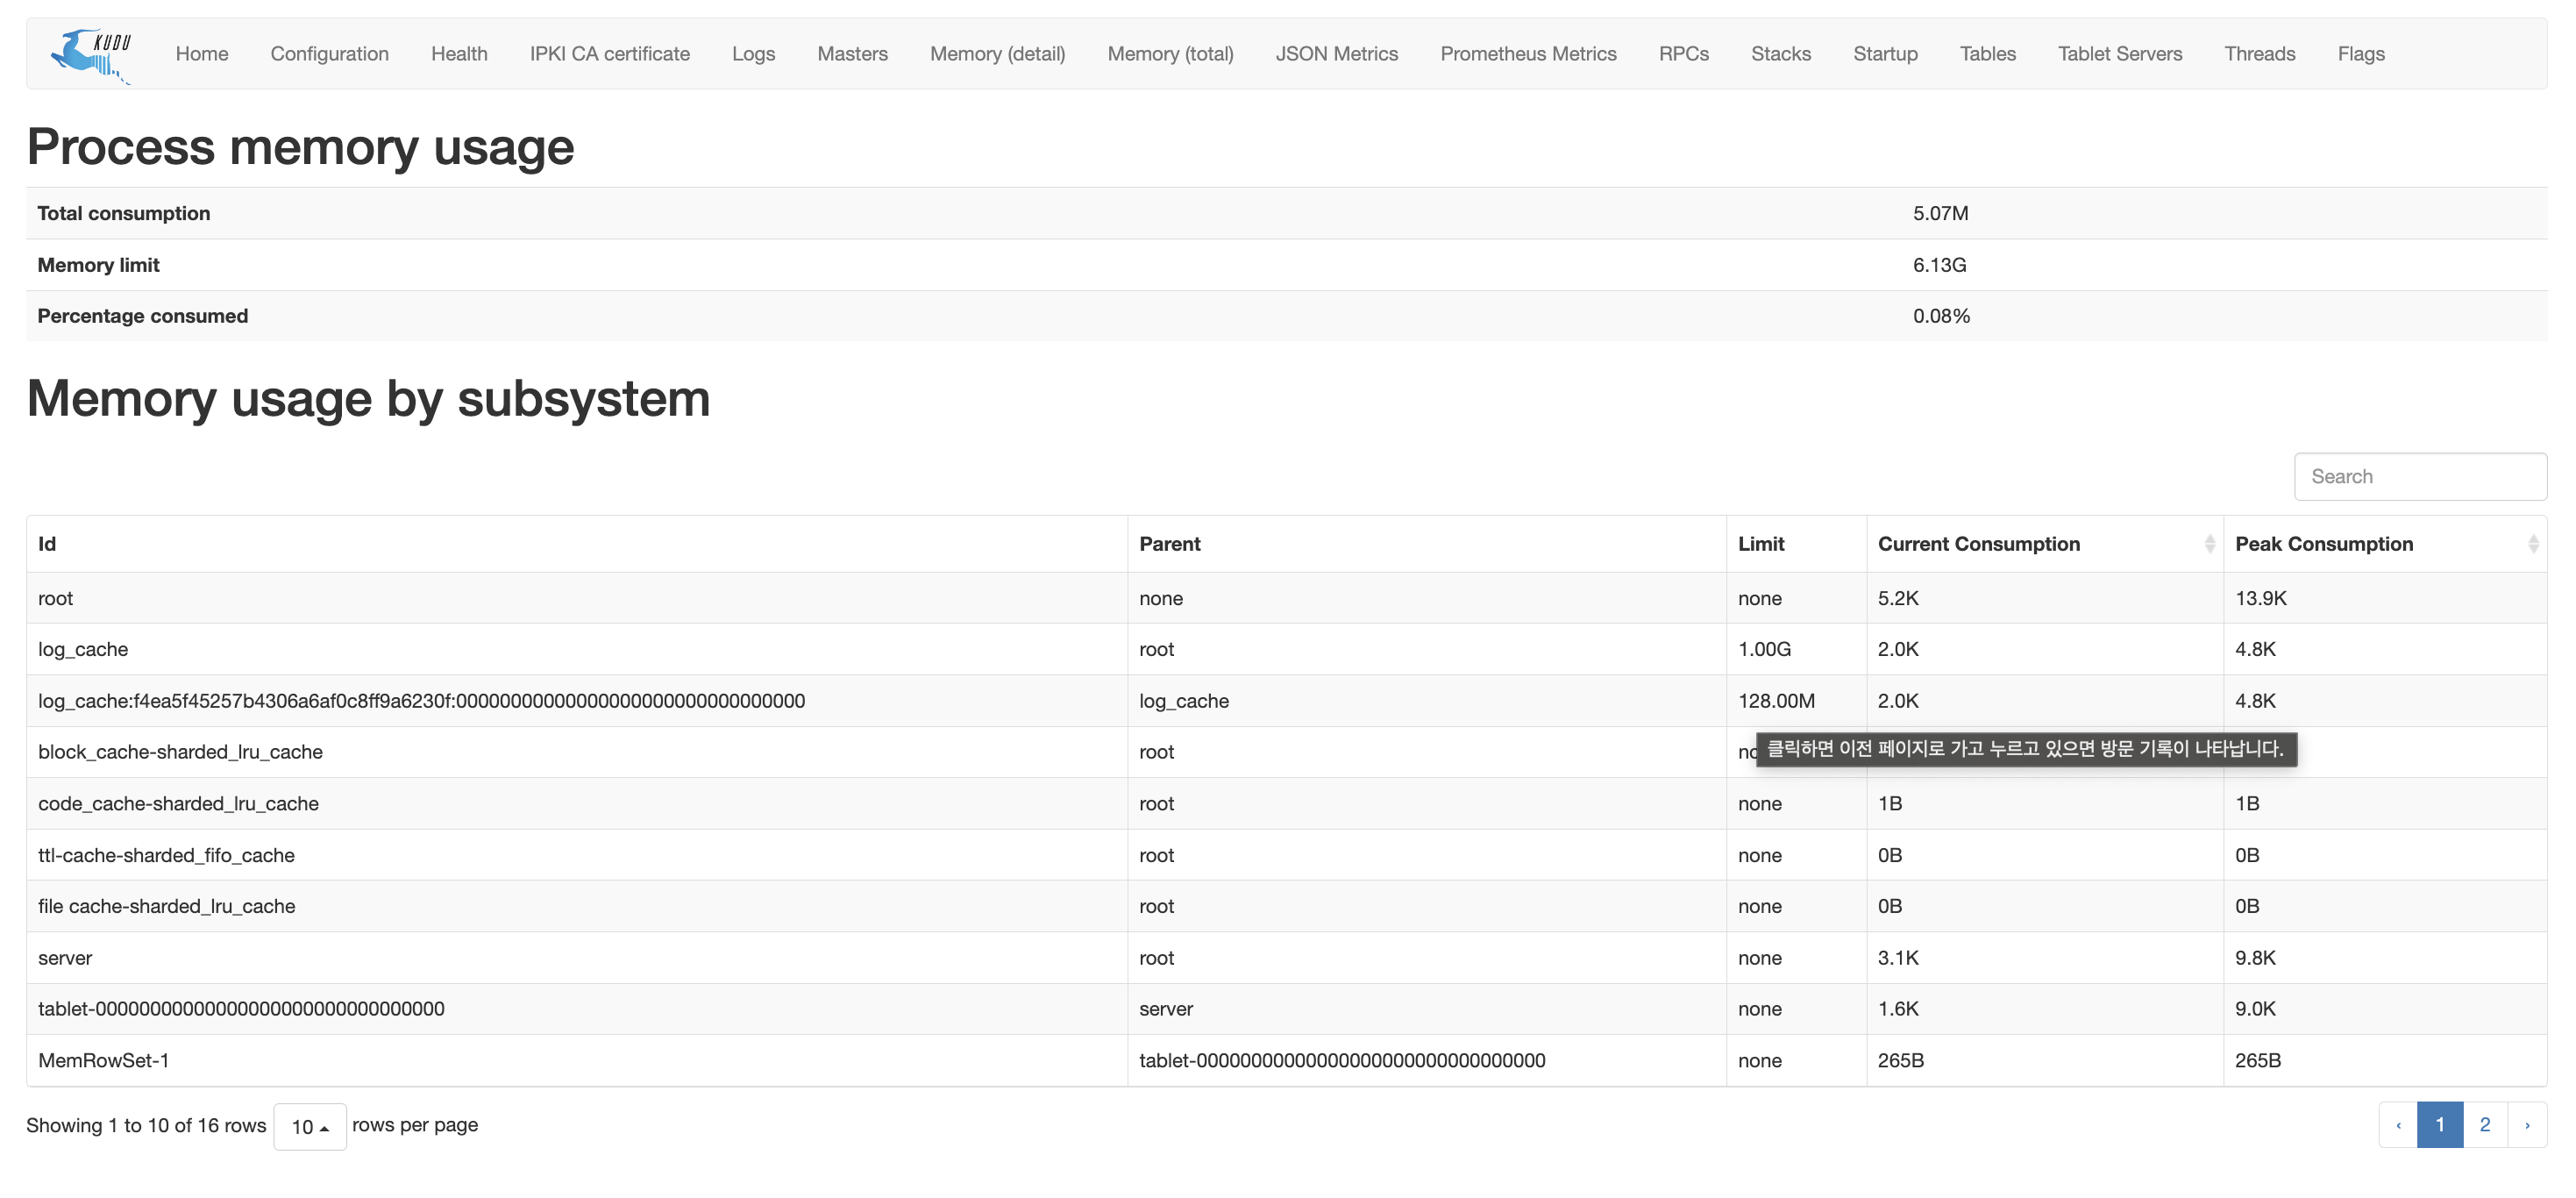 KUDU Home Configuration Health IPKI CA certificate Logs Masters Memory (detail) Memory (total) JSON Metrics Prometheus Metrics RPCs Stacks Startup Tables Tablet Servers Threads Flags
Process memory usage
Total consumption 5.07M
Memory limit 6.13G
Percentage consumed 0.08%
Memory usage by subsystem
Search
Id Parent Limit Current Consumption Peak Consumption
root none none 5.2K 13.9K
log_cache root 1.00G 2.0K 4.8K
log_cache:f4ea5f45257b4306a6af0c8ff9a6230f:00000000000000000000000000000000 log_cache 128.00M 2.0K 4.8K
block_cache-sharded_lru_cache root
클릭하면 이전 페이지로 가고 누르고 있으면 방문 기록이 나타납니다.
code_cache-sharded_lru_cache root none 1B 1B
ttl-cache-sharded_fifo_cache root none 0B 0B
file cache-sharded_lru_cache root none 0B 0B
server root none 3.1K 9.8K
tablet-00000000000000000000000000000000 server none 1.6K 9.0K
MemRowSet-1 tablet-00000000000000000000000000000000 none 265B 265B
Showing 1 to 10 of 16 rows 10 rows per page ‹ 1 2 ›